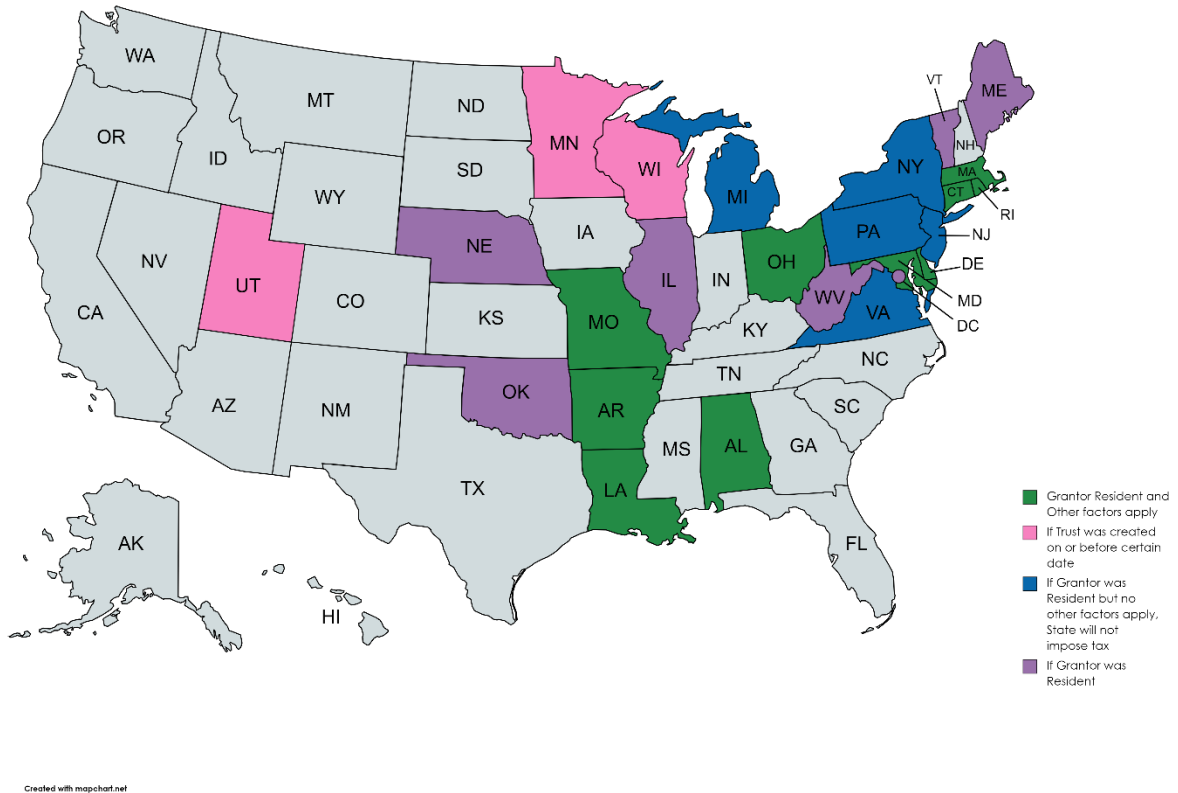 WA
MT
ND
MN
VT
ME
OR
ID
SD
WI
NY
NH
MA
WY
MI
CT
RI
IA
PA
NJ
NE
NV
UT
CO
IL
IN
OH
DE
WV
MD
CA
KS
MO
KY
VA
DC
NC
TN
AZ
NM
OK
AR
SC
MS
AL
GA
TX
LA
FL
AK
HI
Grantor Resident and
Other factors apply
If Trust was created
on or before certain
date
If Grantor was
Resident but no
other factors apply,
State will not
impose tax
If Grantor was
Resident
Created with mapchart.net